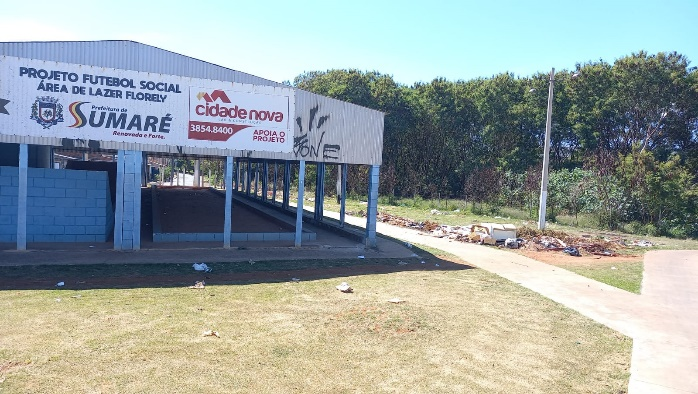 PROJETO FUTEBOL SOCIAL
ÁREA DE LAZER FLORELY
Prefeitura de
SUMARÉ
Renovada e Forte.
cidade nova
3854.8400
APOIA O
PROJETO